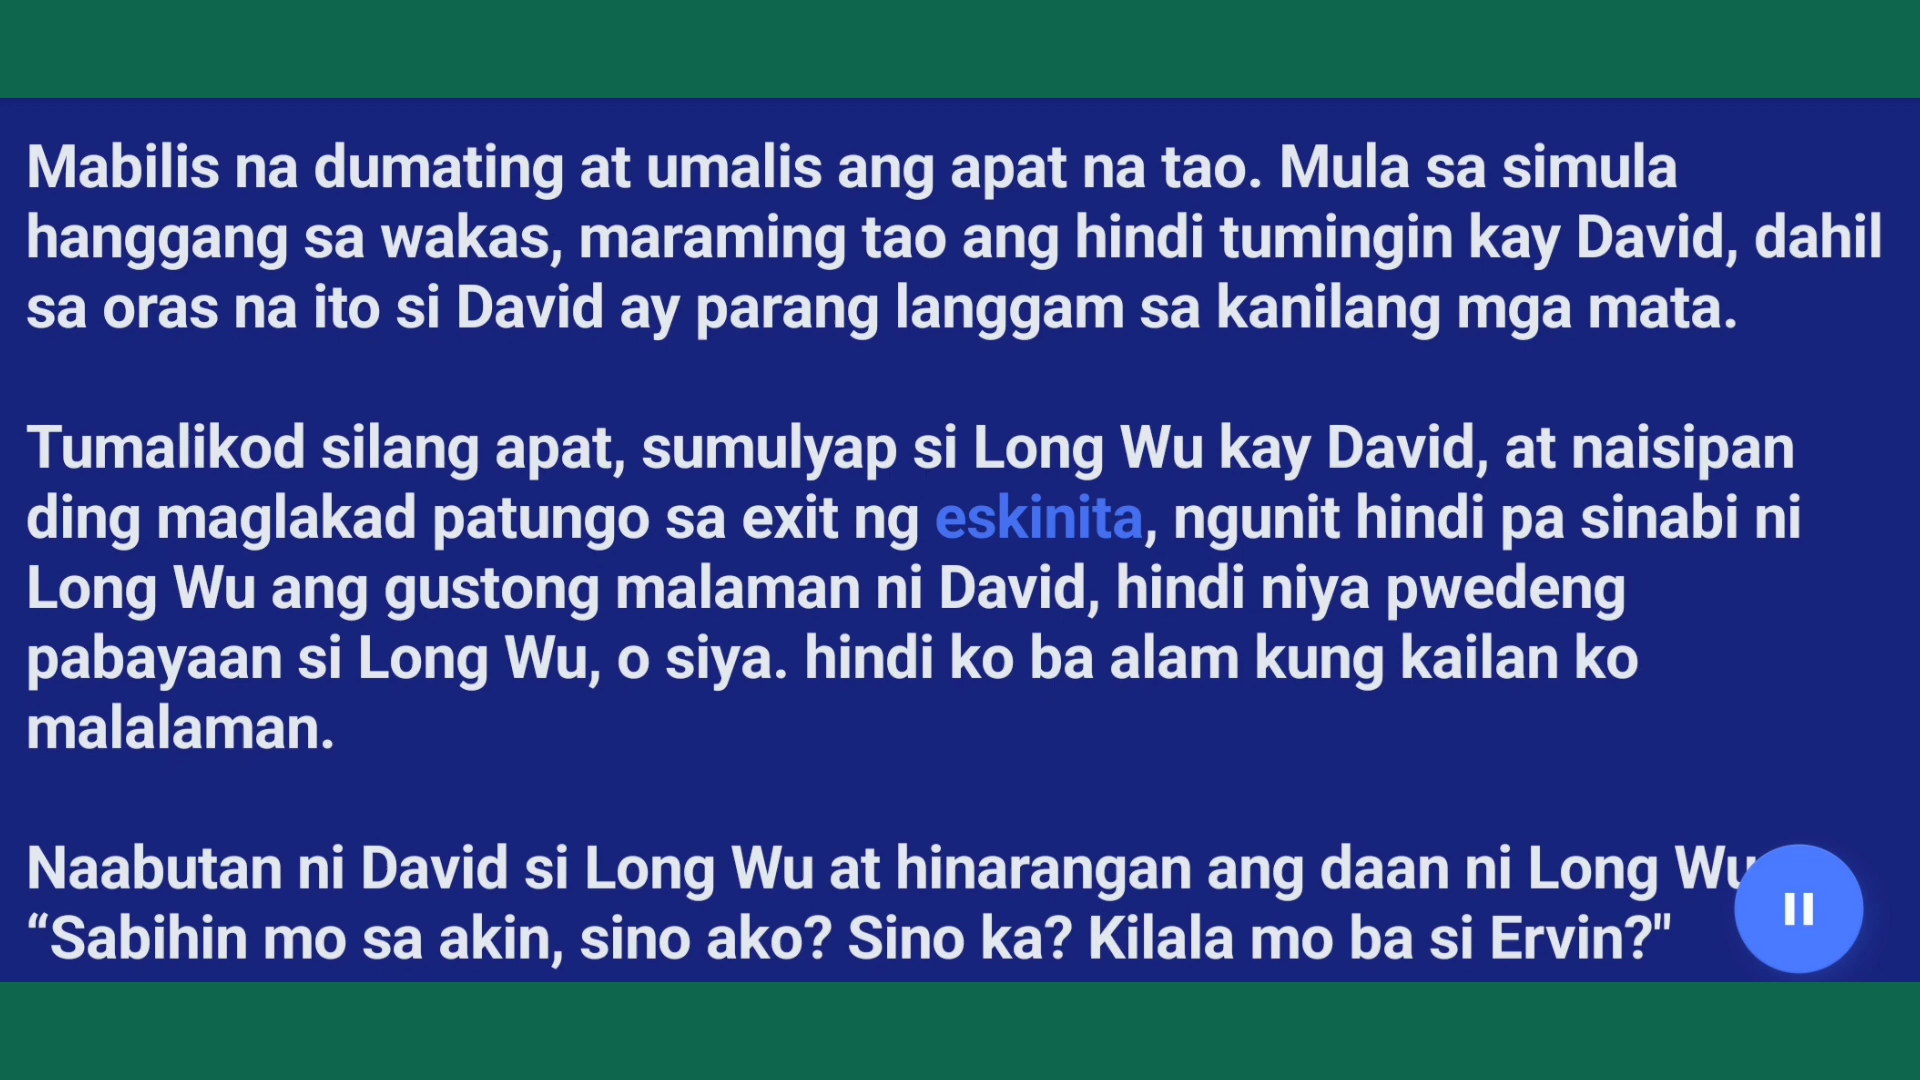 Mabilis na dumating at umalis ang apat na tao. Mula sa simula
hanggang sa wakas, maraming tao ang hindi tumingin kay David, dahil
sa oras na ito si David ay parang langgam sa kanilang mga mata.
Tumalikod silang apat, sumulyap si Long Wu kay David, at naisipan
ding maglakad patungo sa exit ng eskinita, ngunit hindi pa sinabi ni
Long Wu ang gustong malaman ni David, hindi niya pwedeng
pabayaan si Long Wu, o siya. hindi ko ba alam kung kailan ko
malalaman.
Naabutan ni David si Long Wu at hinarangan ang daan ni Long Wu
“Sabihin mo sa akin, sino ako? Sino ka? Kilala mo ba si Ervin?"